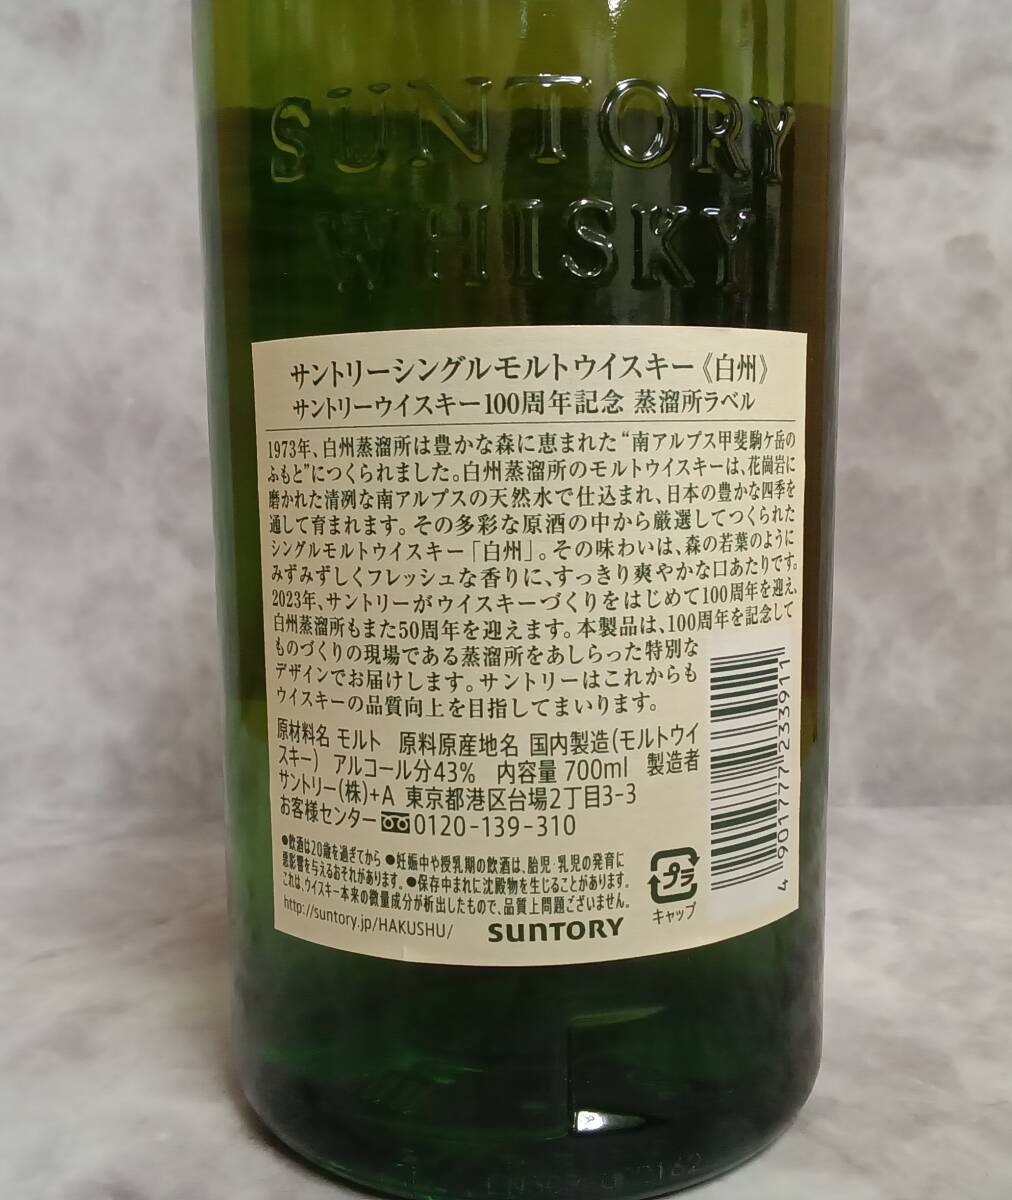 SUNTORY
WHISKY
サントリーシングルモルトウイスキー《白州》
サントリーウイスキー100周年記念 蒸溜所ラベル
1973年、白州蒸溜所は豊かな森に恵まれた“南アルプス甲斐駒ケ岳の
ふもと”につくられました。白州蒸溜所のモルトウイスキーは、花崗岩に
磨かれた清冽な南アルプスの天然水で仕込まれ、日本の豊かな四季を
通して育まれます。その多彩な原酒の中から厳選してつくられた
シングルモルトウイスキー「白州」。その味わいは、森の若葉のように
みずみずしくフレッシュな香りに、すっきり爽やかな口あたりです。
2023年、サントリーがウイスキーづくりをはじめて100周年を迎え、
白州蒸溜所もまた50周年を迎えます。本製品は、100周年を記念して
ものづくりの現場である蒸溜所をあしらった特別な
デザインでお届けします。サントリーはこれからも
ウイスキーの品質向上を目指してまいります。
原材料名 モルト 原料原産地名 国内製造(モルトウイ
スキー) アルコール分43% 内容量 700ml 製造者
サントリー(株)+A 東京都港区台場2丁目3-3
お客様センター 0120-139-310
●飲酒は20歳を過ぎてから ●妊娠中や授乳期の飲酒は、胎児・乳児の発育に
悪影響を与えるおそれがあります。●保存中まれに沈殿物を生じることがあります。
これは、ウイスキー本来の微量成分が析出したもので、品質上問題ございません。
http://suntory.jp/HAKUSHU/ SUNTORY
プラ
キャップ
4 901777 233911